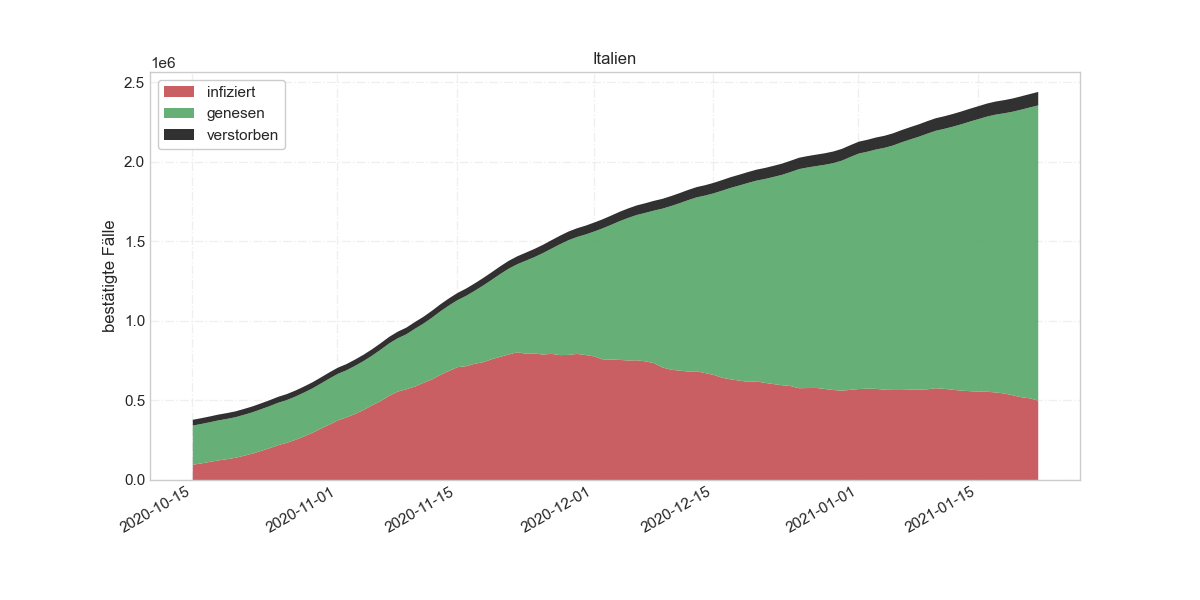 Italien
1e6
2.5
2.0
1.5
1.0
0.5
0.0
bestätigte Fälle
infiziert
genesen
verstorben
2020-10-15
2020-11-01
2020-11-15
2020-12-01
2020-12-15
2021-01-01
2021-01-15